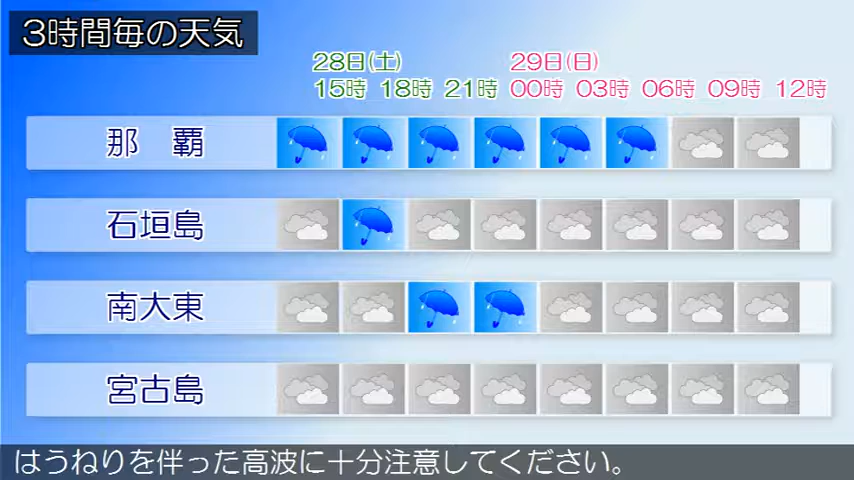 3時間毎の天気
28日(土) 29日(日)
15時 18時 21時 00時 03時 06時 09時 12時
那 覇
石垣島
南大東
宮古島
はうねりを伴った高波に十分注意してください。